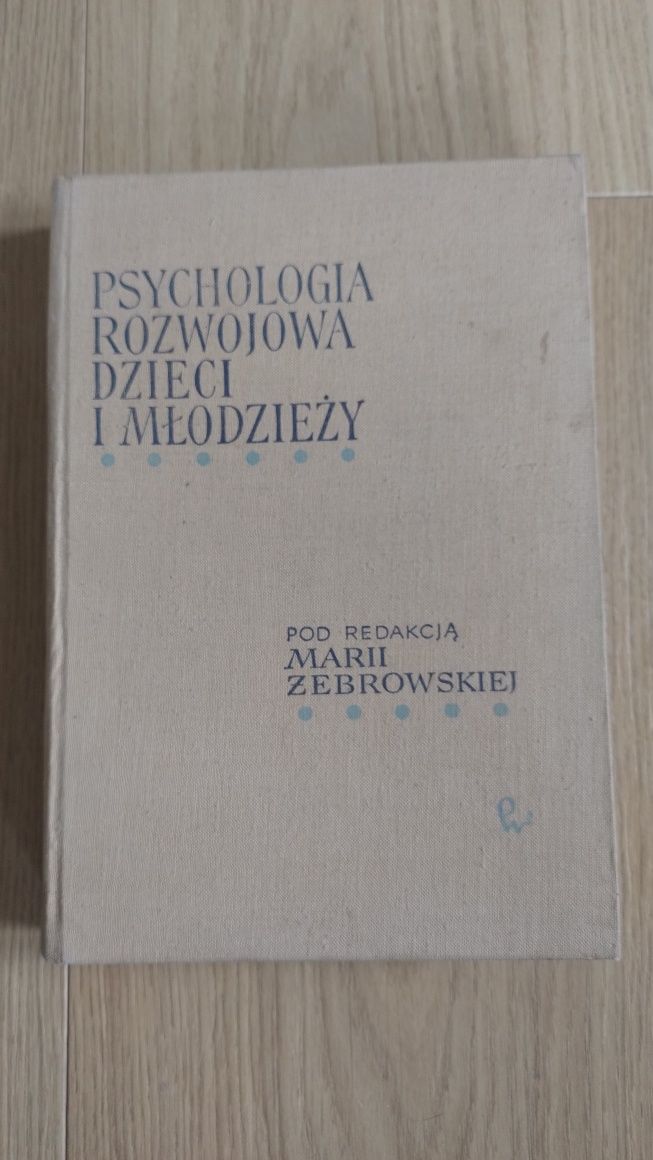 PSYCHOLOGIA
ROZWOJOWA
DZIECI
I MŁODZIEŻY
POD REDAKCJĄ
MARII
ŻEBROWSKIEJ